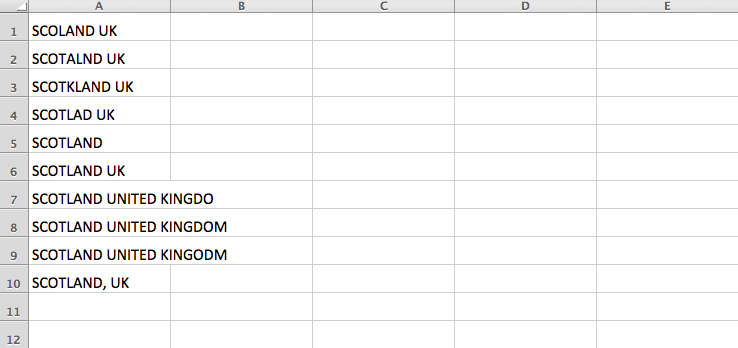 A B C D E
1 SCOLAND UK
2 SCOTALND UK
3 SCOTKLAND UK
4 SCOTLAD UK
5 SCOTLAND
6 SCOTLAND UK
7 SCOTLAND UNITED KINGDO
8 SCOTLAND UNITED KINGDOM
9 SCOTLAND UNITED KINGODM
10 SCOTLAND, UK
11
12